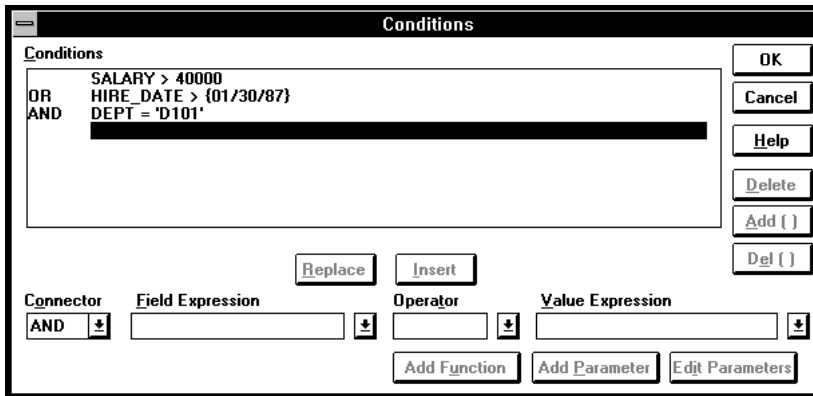 Conditions
Conditions
SALARY > 40000
OR HIRE_DATE > {01/30/87}
AND DEPT = 'D101'
OK
Cancel
Help
Delete
Add ( )
Del ( )
Replace Insert
Connector Field Expression Operator Value Expression
AND
Add Function Add Parameter Edit Parameters